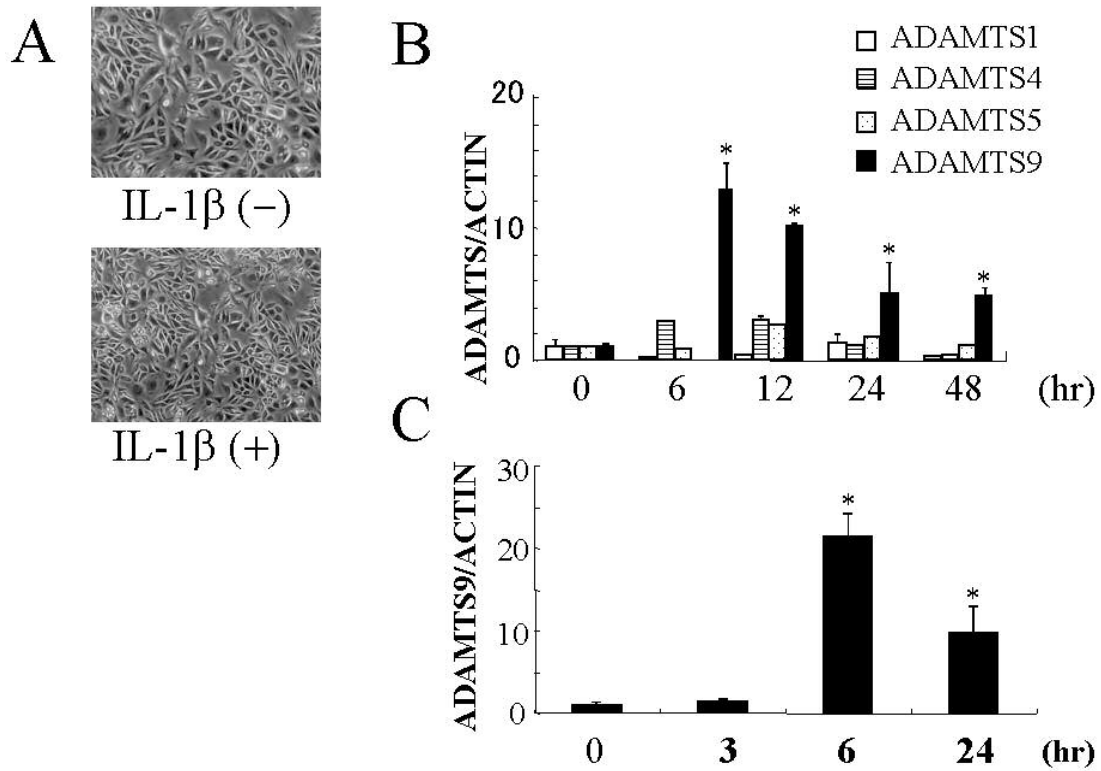 A
IL-1β (−)
IL-1β (+)
B
ADAMTS1
ADAMTS4
ADAMTS5
ADAMTS9
ADAMTS/ACTIN
20
10
0
* * * *
0 6 12 24 48 (hr)
C
ADAMTS9/ACTIN
30
20
10
0
* *
0 3 6 24 (hr)